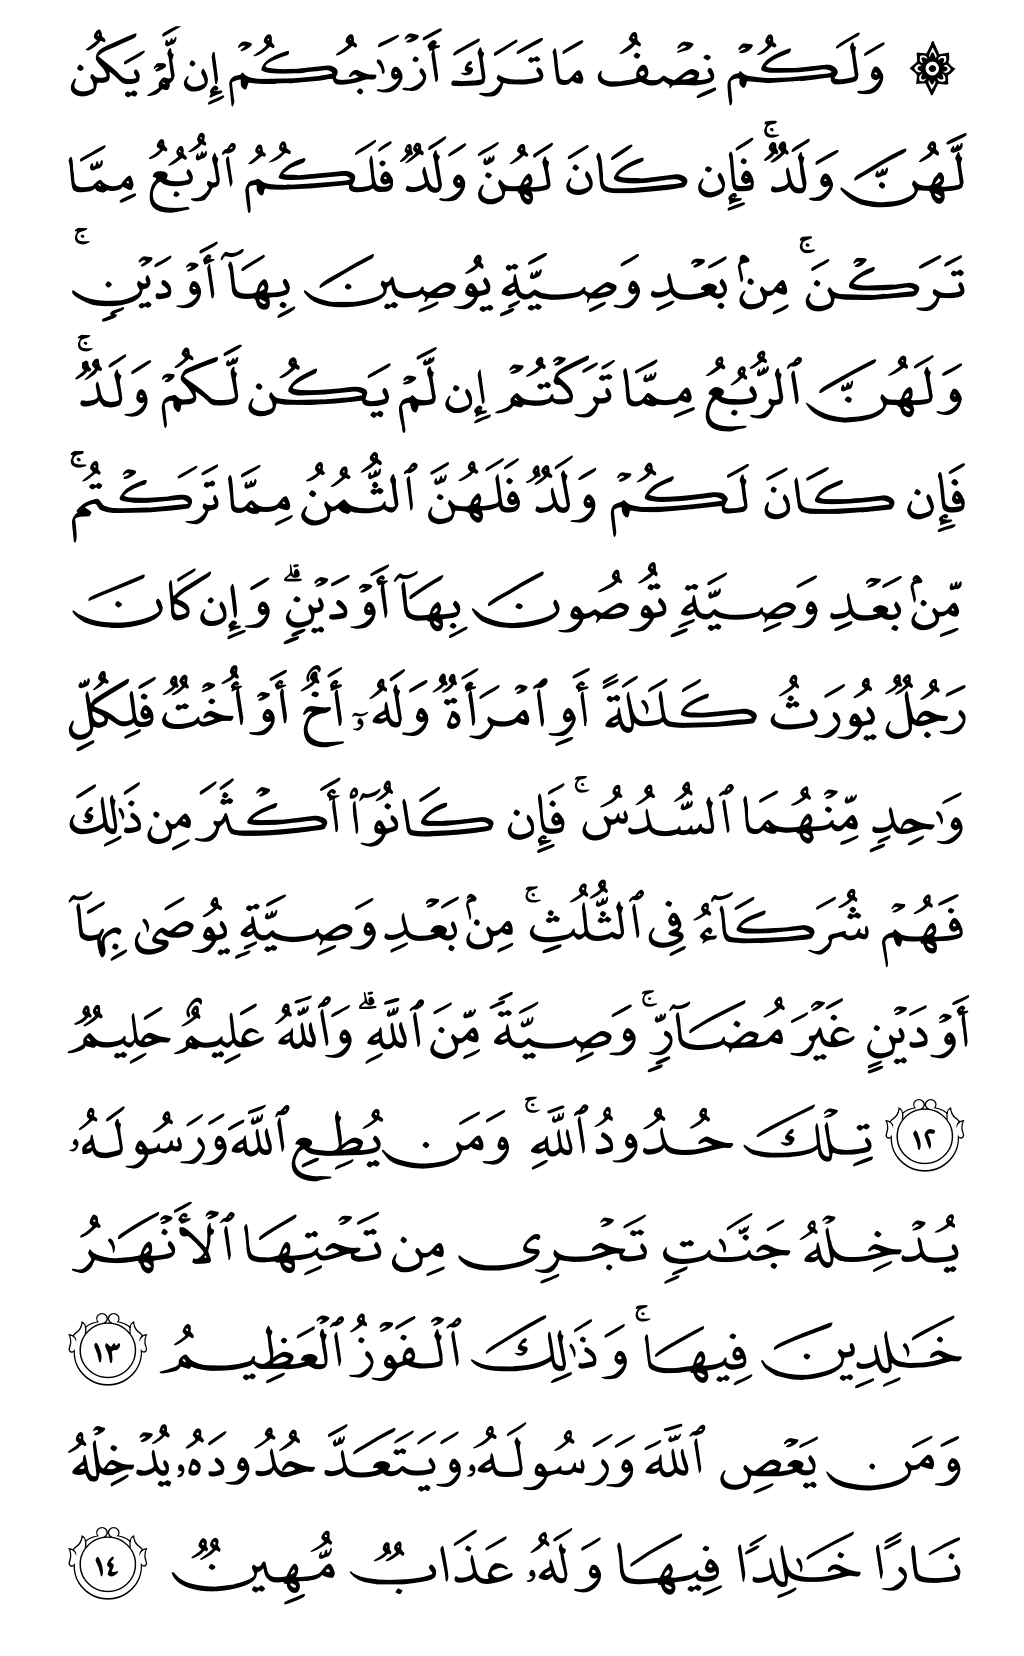 ۞ وَلَكُمْ نِصْفُ مَا تَرَكَ أَزْوَٰجُكُمْ إِن لَّمْ يَكُن
لَّهُنَّ وَلَدٌۭ ۚ فَإِن كَانَ لَهُنَّ وَلَدٌۭ فَلَكُمُ ٱلرُّبُعُ مِمَّا
تَرَكْنَ ۚ مِنۢ بَعْدِ وَصِيَّةٍۢ يُوصِينَ بِهَآ أَوْ دَيْنٍۢ ۚ
وَلَهُنَّ ٱلرُّبُعُ مِمَّا تَرَكْتُمْ إِن لَّمْ يَكُن لَّكُمْ وَلَدٌۭ ۚ
فَإِن كَانَ لَكُمْ وَلَدٌۭ فَلَهُنَّ ٱلثُّمُنُ مِمَّا تَرَكْتُم ۚ
مِّنۢ بَعْدِ وَصِيَّةٍۢ تُوصُونَ بِهَآ أَوْ دَيْنٍۢ ۗ وَإِن كَانَ
رَجُلٌۭ يُورَثُ كَلَـٰلَةً أَوِ ٱمْرَأَةٌۭ وَلَهُۥٓ أَخٌ أَوْ أُخْتٌۭ فَلِكُلِّ
وَٰحِدٍۢ مِّنْهُمَا ٱلسُّدُسُ ۚ فَإِن كَانُوٓا۟ أَكْثَرَ مِن ذَٰلِكَ
فَهُمْ شُرَكَآءُ فِى ٱلثُّلُثِ ۚ مِنۢ بَعْدِ وَصِيَّةٍۢ يُوصَىٰ بِهَآ
أَوْ دَيْنٍ غَيْرَ مُضَآرٍّۢ ۚ وَصِيَّةًۭ مِّنَ ٱللَّهِ ۗ وَٱللَّهُ عَلِيمٌ حَلِيمٌۭ
١٢ تِلْكَ حُدُودُ ٱللَّهِ ۚ وَمَن يُطِعِ ٱللَّهَ وَرَسُولَهُۥ
يُدْخِلْهُ جَنَّـٰتٍۢ تَجْرِى مِن تَحْتِهَا ٱلْأَنْهَـٰرُ
خَـٰلِدِينَ فِيهَا ۚ وَذَٰلِكَ ٱلْفَوْزُ ٱلْعَظِيمُ ١٣
وَمَن يَعْصِ ٱللَّهَ وَرَسُولَهُۥ وَيَتَعَدَّ حُدُودَهُۥ يُدْخِلْهُ
نَارًا خَـٰلِدًۭا فِيهَا وَلَهُۥ عَذَابٌۭ مُّهِينٌۭ ١٤